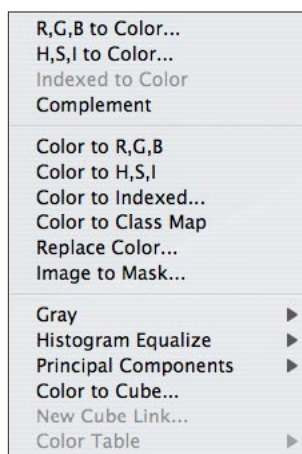 R,G,B to Color...
H,S,I to Color...
Indexed to Color
Complement
Color to R,G,B
Color to H,S,I
Color to Indexed...
Color to Class Map
Replace Color...
Image to Mask...
Gray
Histogram Equalize
Principal Components
Color to Cube...
New Cube Link...
Color Table